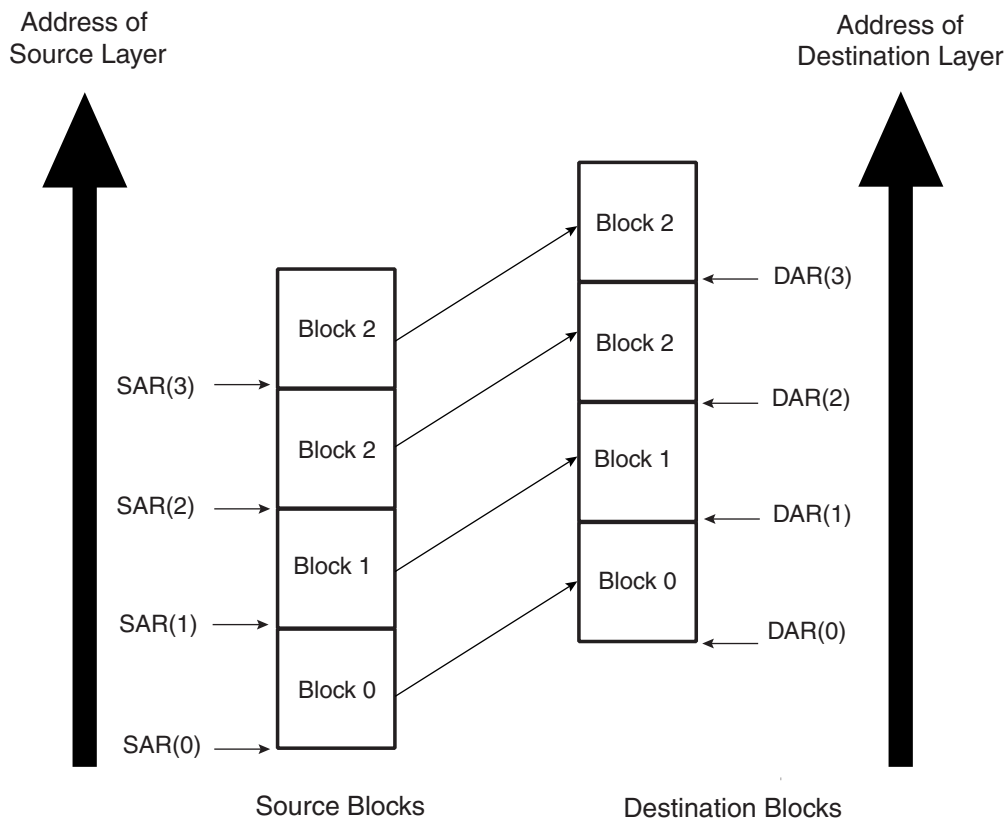 Address of
Source Layer
Address of
Destination Layer
Block 2
DAR(3)
Block 2
Block 2
SAR(3)
DAR(2)
Block 2
Block 1
SAR(2)
DAR(1)
Block 1
Block 0
SAR(1)
DAR(0)
Block 0
SAR(0)
Source Blocks
Destination Blocks